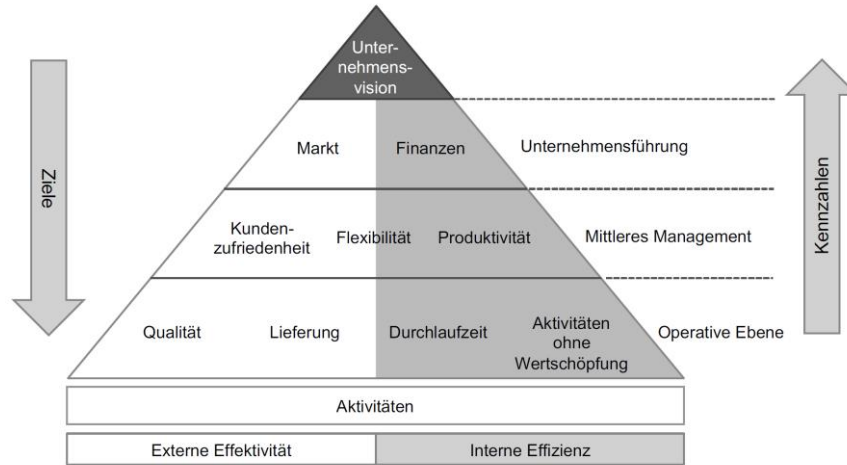 Unter-
nehmens-
vision
Ziele
Kennzahlen
Markt
Finanzen
Unternehmensführung
Kunden-
zufriedenheit
Flexibilität
Produktivität
Mittleres Management
Qualität
Lieferung
Durchlaufzeit
Aktivitäten
ohne
Wertschöpfung
Operative Ebene
Aktivitäten
Externe Effektivität
Interne Effizienz